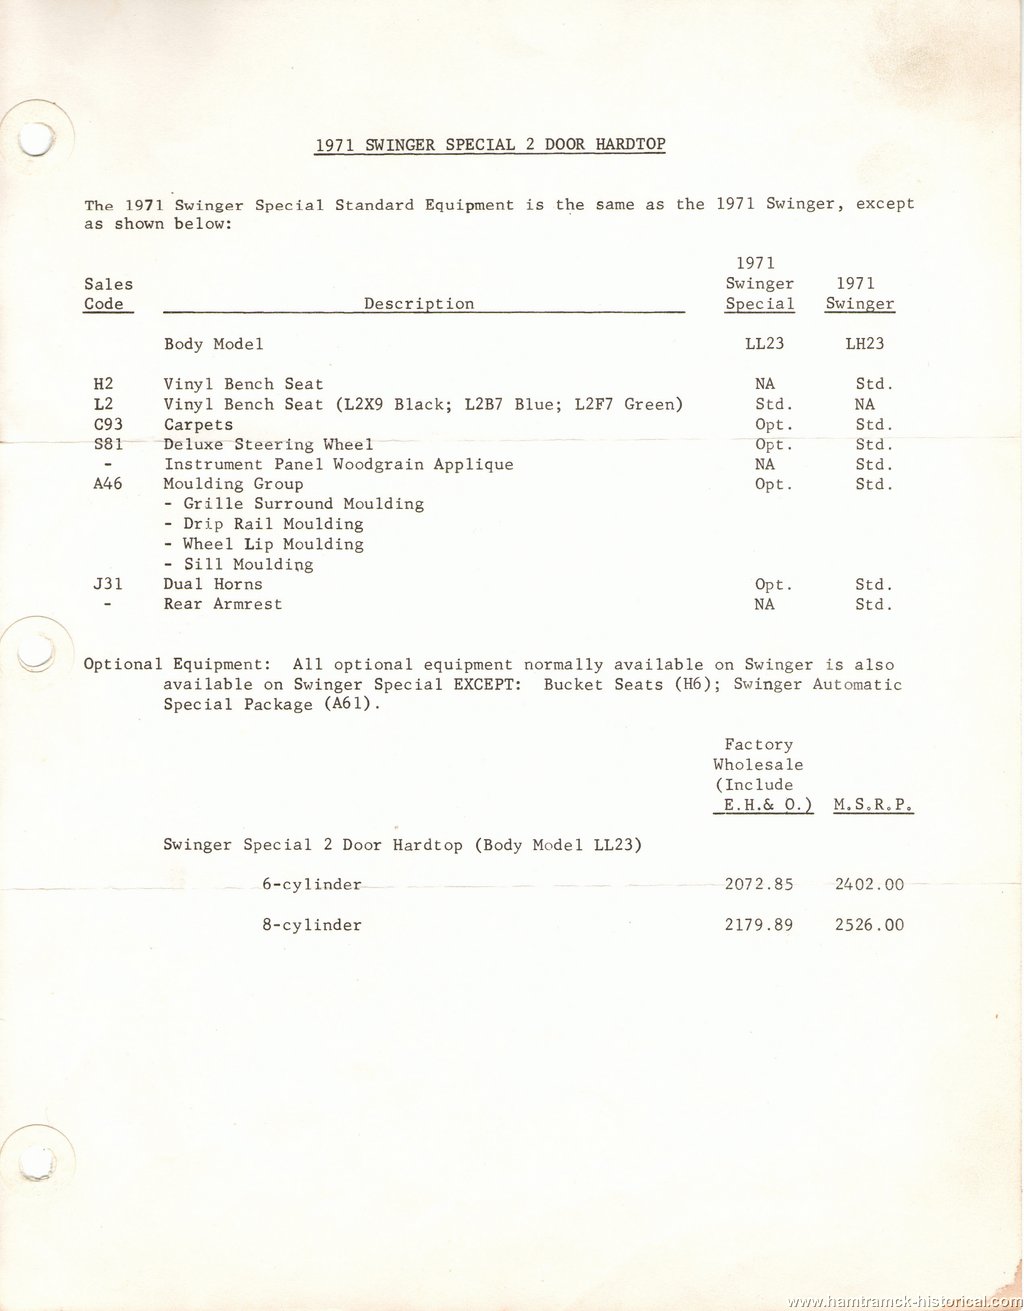 1971 SWINGER SPECIAL 2 DOOR HARDTOP
The 1971 Swinger Special Standard Equipment is the same as the 1971 Swinger, except
as shown below:
1971
Sales Swinger 1971
Code Description Special Swinger
Body Model LL23 LH23
H2 Vinyl Bench Seat NA Std.
L2 Vinyl Bench Seat (L2X9 Black; L2B7 Blue; L2F7 Green) Std. NA
C93 Carpets Opt. Std.
S81 Deluxe Steering Wheel Opt. Std.
- Instrument Panel Woodgrain Applique NA Std.
A46 Moulding Group Opt. Std.
- Grille Surround Moulding
- Drip Rail Moulding
- Wheel Lip Moulding
- Sill Moulding
J31 Dual Horns Opt. Std.
- Rear Armrest NA Std.
Optional Equipment: All optional equipment normally available on Swinger is also
available on Swinger Special EXCEPT: Bucket Seats (H6); Swinger Automatic
Special Package (A61).
Factory
Wholesale
(Include
E.H.& O.) M.S.R.P.
Swinger Special 2 Door Hardtop (Body Model LL23)
6-cylinder 2072.85 2402.00
8-cylinder 2179.89 2526.00
www.hamtramck-historical.com